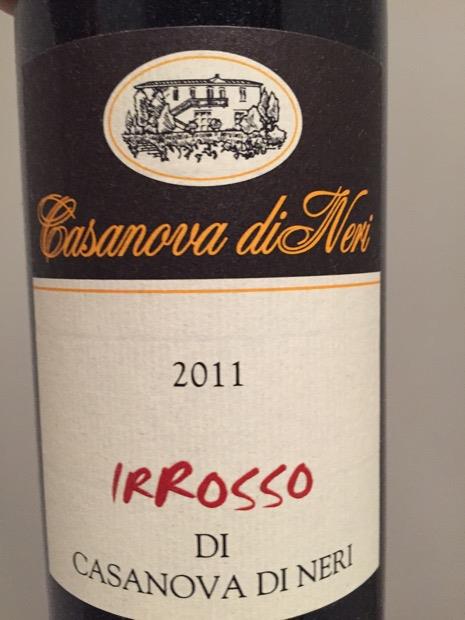 Casanova di Neri
2011
IRROSSO
DI
CASANOVA DI NERI